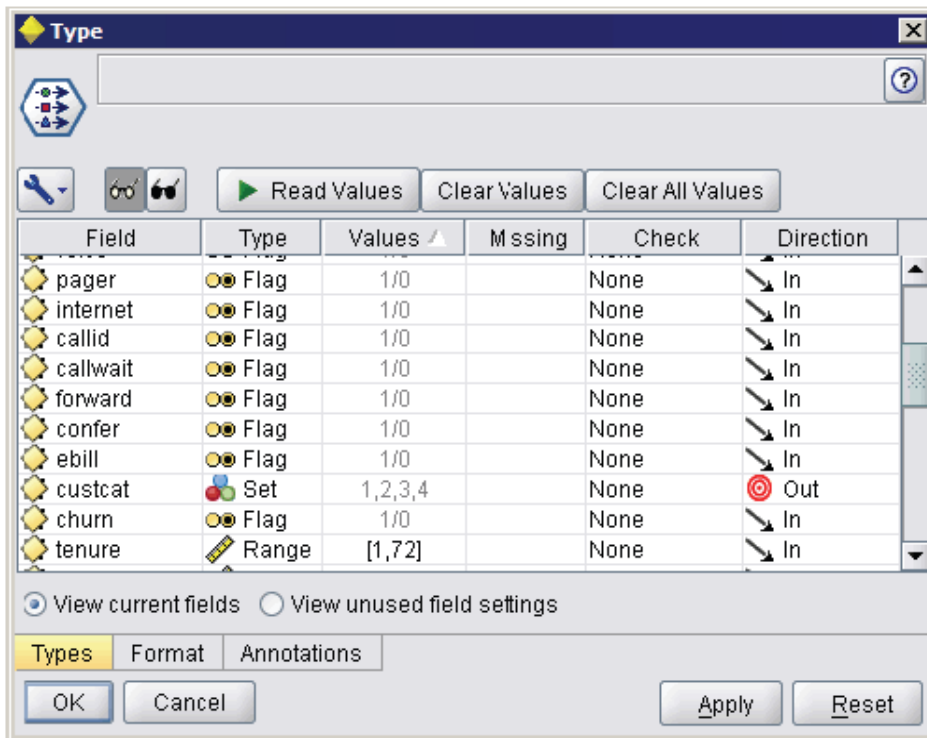 Type
Read Values Clear Values Clear All Values
Field Type Values M ssing Check Direction
pager Flag 1/0 None In
internet Flag 1/0 None In
callid Flag 1/0 None In
callwait Flag 1/0 None In
forward Flag 1/0 None In
confer Flag 1/0 None In
ebill Flag 1/0 None In
custcat Set 1,2,3,4 None Out
churn Flag 1/0 None In
tenure Range [1,72] None In
View current fields View unused field settings
Types Format Annotations
OK Cancel Apply Reset